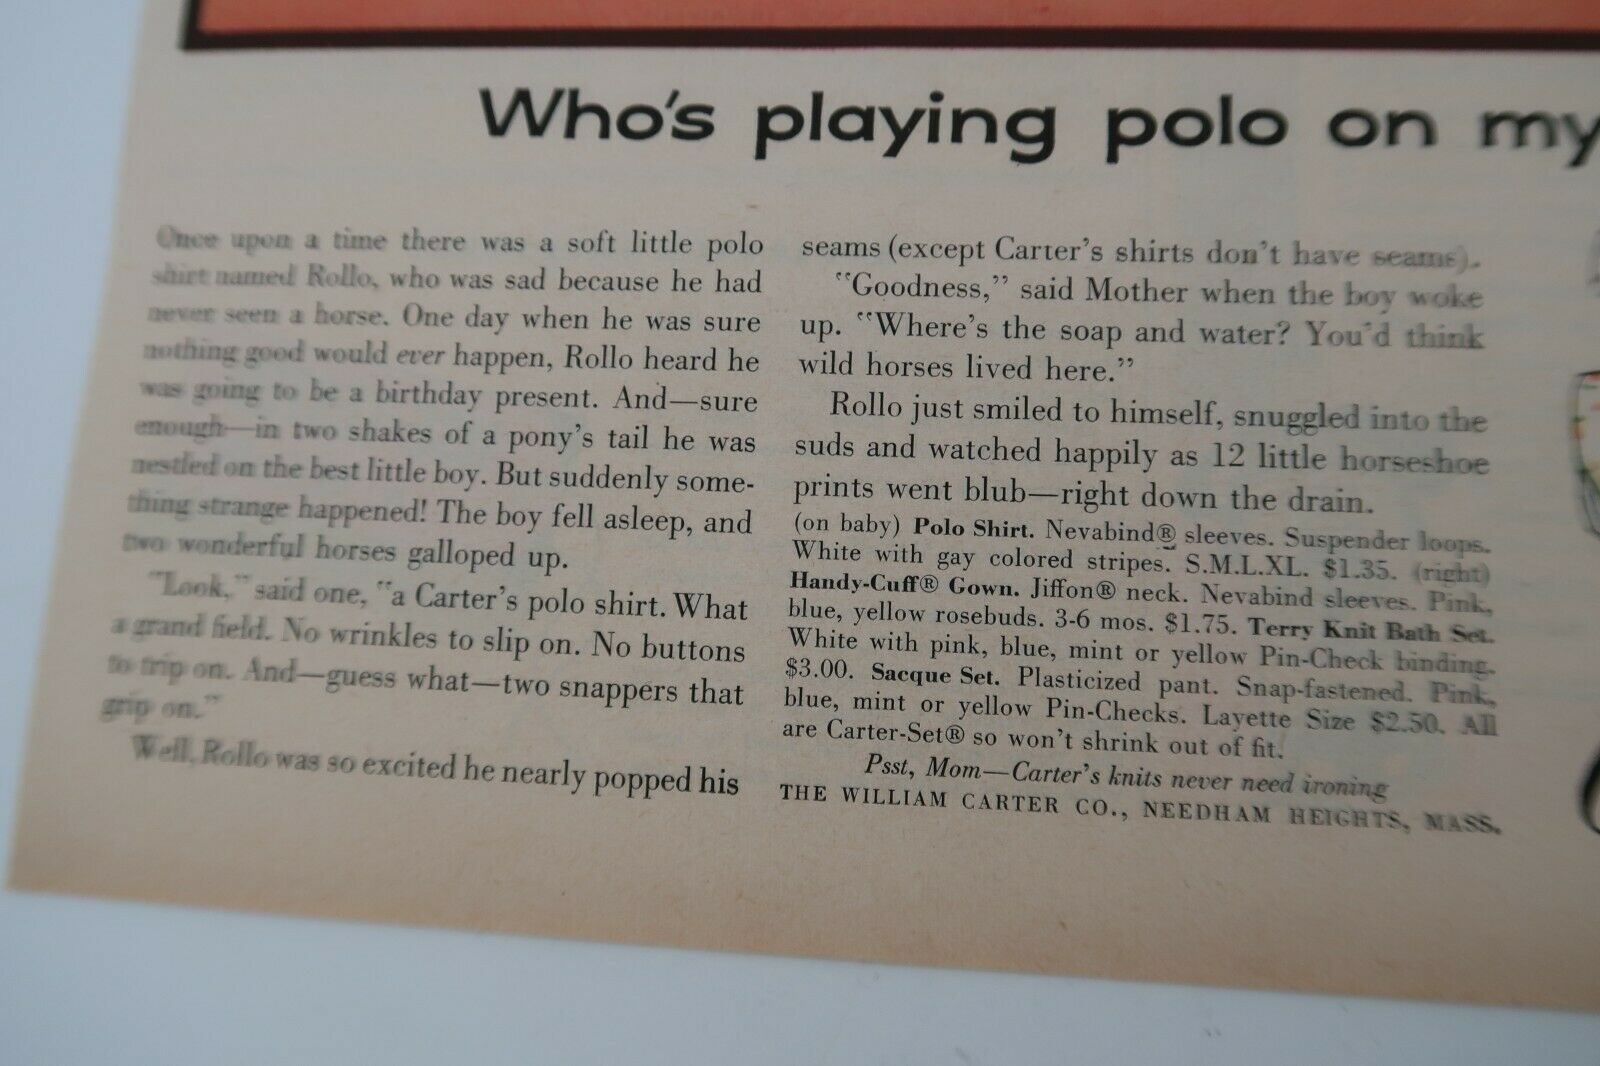 Who's playing polo on my
Once upon a time there was a soft little polo
shirt named Rollo, who was sad because he had
never seen a horse. One day when he was sure
nothing good would ever happen, Rollo heard he
was going to be a birthday present. And—sure
enough—in two shakes of a pony's tail he was
nestled on the best little boy. But suddenly some-
thing strange happened! The boy fell asleep, and
two wonderful horses galloped up.
"Look," said one, "a Carter's polo shirt. What
a grand field. No wrinkles to slip on. No buttons
to trip on. And—guess what—two snappers that
grip on."
Well, Rollo was so excited he nearly popped his
seams (except Carter's shirts don't have seams).
"Goodness," said Mother when the boy woke
up. "Where's the soap and water? You'd think
wild horses lived here."
Rollo just smiled to himself, snuggled into the
suds and watched happily as 12 little horseshoe
prints went blub—right down the drain.
(on baby) Polo Shirt. Nevabind® sleeves. Suspender loops.
White with gay colored stripes. S.M.L.XL. $1.35. (right)
Handy-Cuff® Gown. Jiffon® neck. Nevabind sleeves. Pink,
blue, yellow rosebuds. 3-6 mos. $1.75. Terry Knit Bath Set.
White with pink, blue, mint or yellow Pin-Check binding.
$3.00. Sacque Set. Plasticized pant. Snap-fastened. Pink,
blue, mint or yellow Pin-Checks. Layette Size $2.50. All
are Carter-Set® so won't shrink out of fit.
Psst, Mom—Carter's knits never need ironing
THE WILLIAM CARTER CO., NEEDHAM HEIGHTS, MASS.